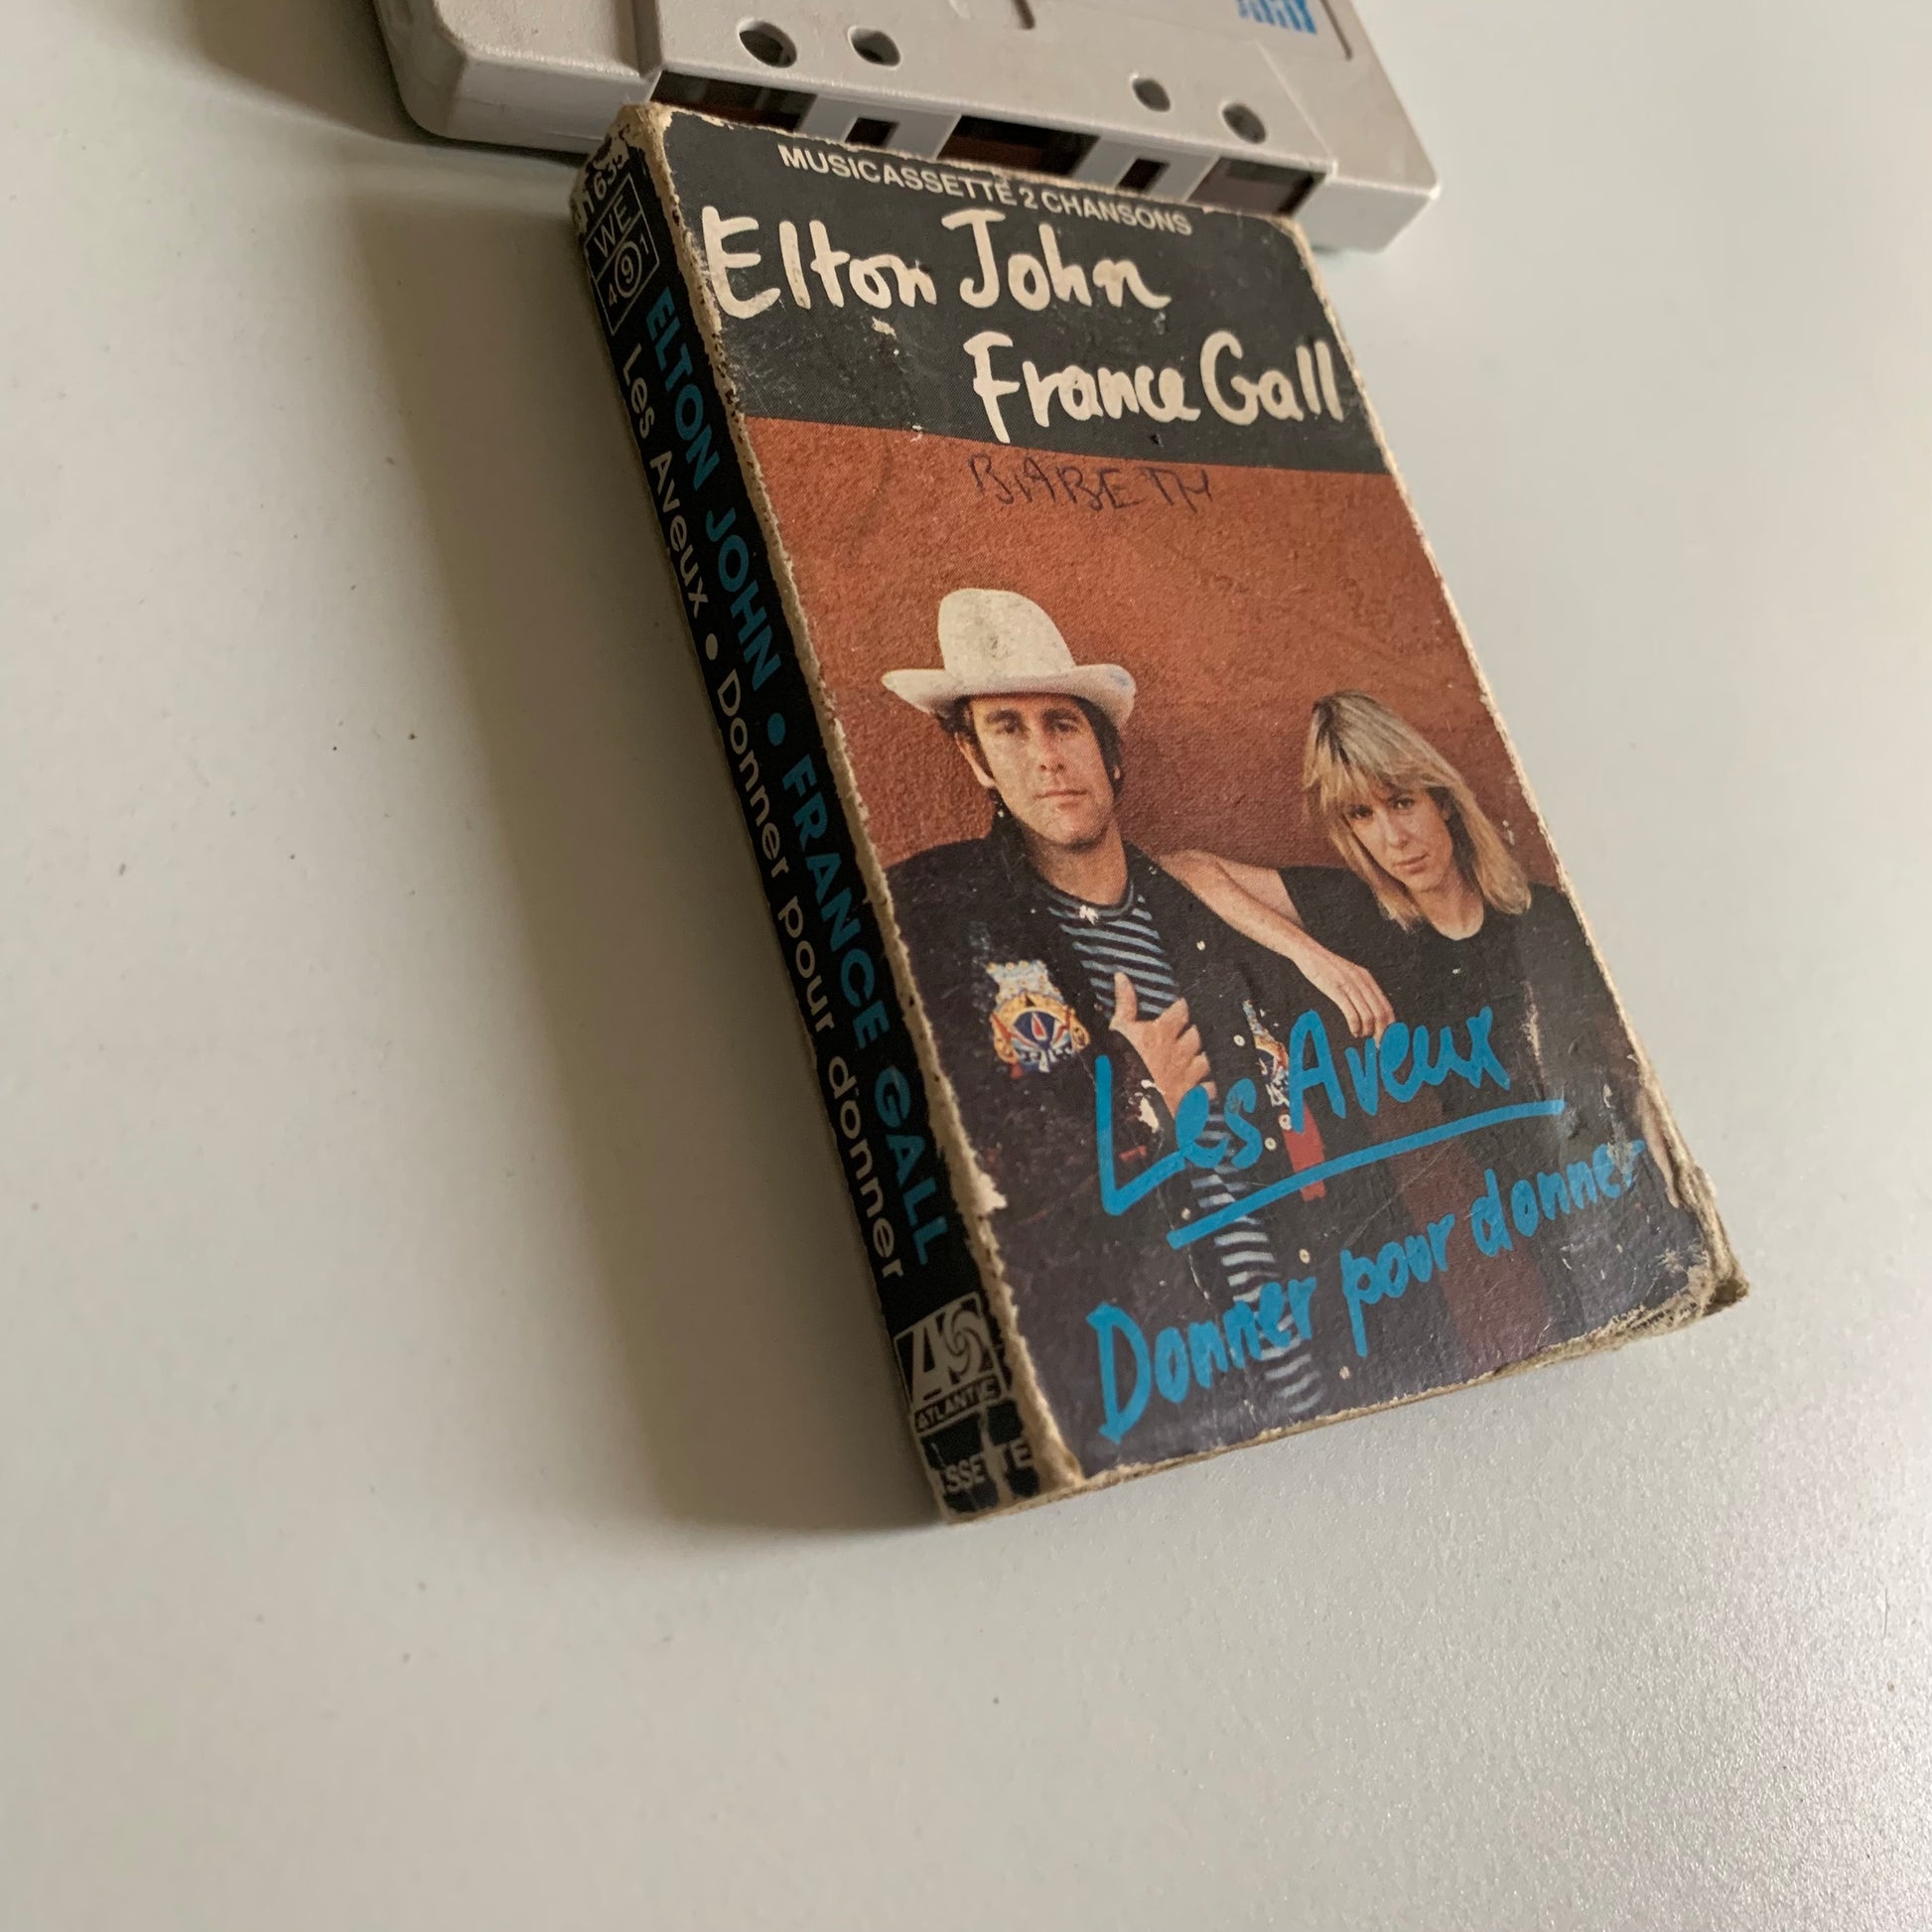 MUSICASSETTE 2 CHANSONS
Elton John
France Gall
BABETH
Les Aveux
Donner pour donner
WE
491
ELTON JOHN • FRANCE GALL
Les Aveux • Donner pour donner
ATLANTIC